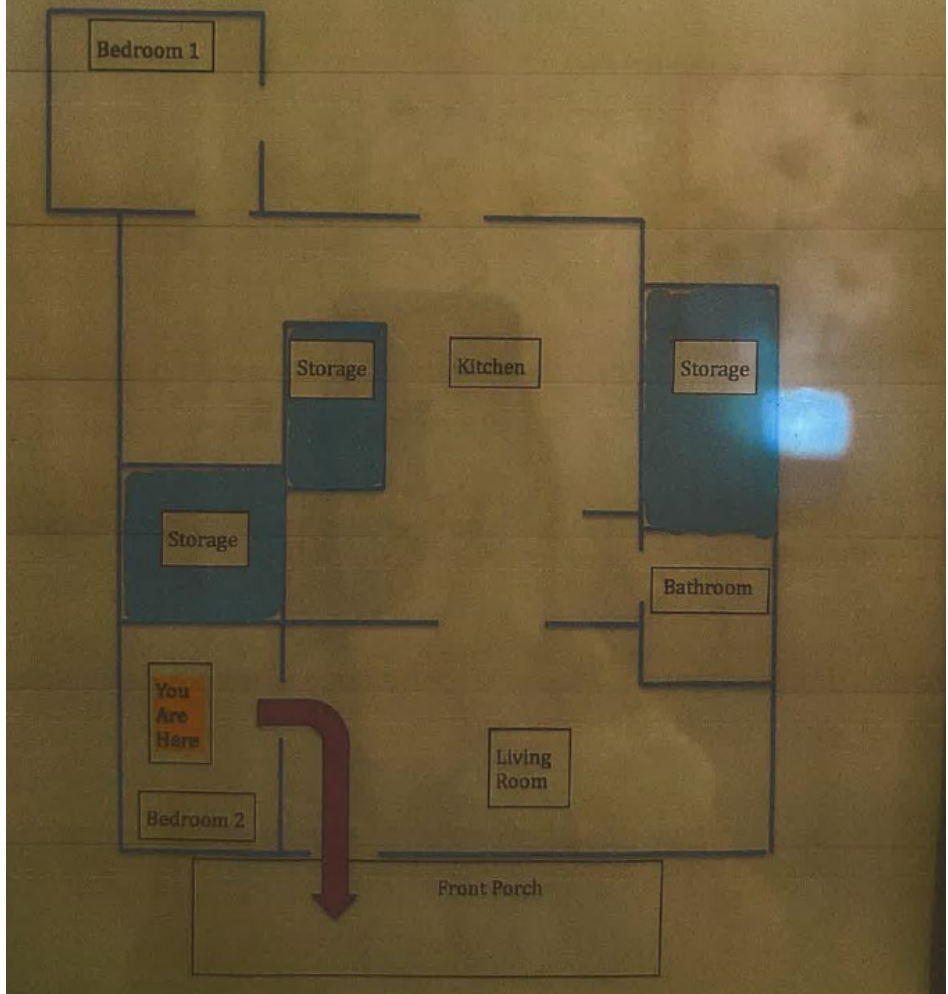 Bedroom 1
Storage
Kitchen
Storage
Storage
Bathroom
You
Are
Here
Living
Room
Bedroom 2
Front Porch